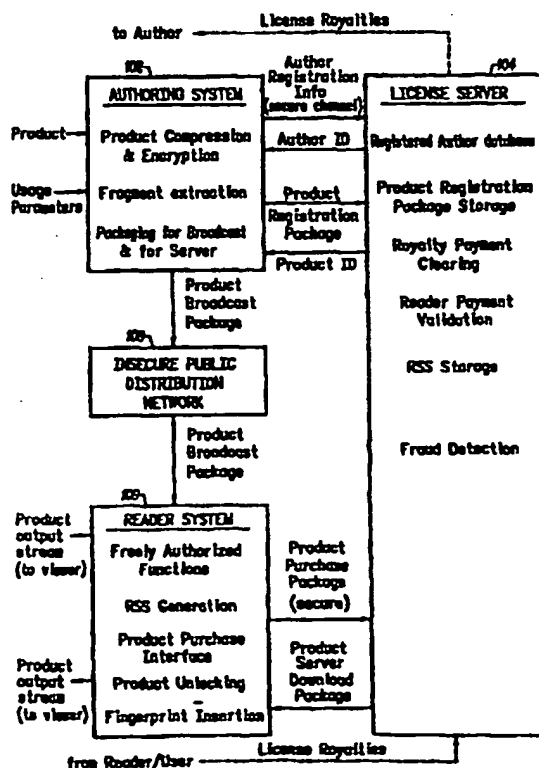 License Royalties
to Author
108
AUTHORING SYSTEM
Product
Product Compression
& Encryption
Usage
Parameters
Fragment extraction
Packaging for Broadcast
& for Server
Author
Registration
Info
(secure channel)
Author ID
Product
Registration
Package
Product ID
104
LICENSE SERVER
Registered Author database
Product Registration
Package Storage
Royalty Payment
Clearing
Reader Payment
Validation
RSS Storage
Fraud Detection
Product
Broadcast
Package
INSECURE PUBLIC
DISTRIBUTION
NETWORK
Product
Broadcast
Package
109
READER SYSTEM
Product
output
stream
(to viewer)
Freely Authorized
Functions
RSS Generation
Product Purchase
Interface
Product
output
stream
(to viewer)
Product Unlocking
Fingerprint Insertion
Product
Purchase
Package
(secure)
Product
Server
Download
Package
License Royalties
from Reader/User